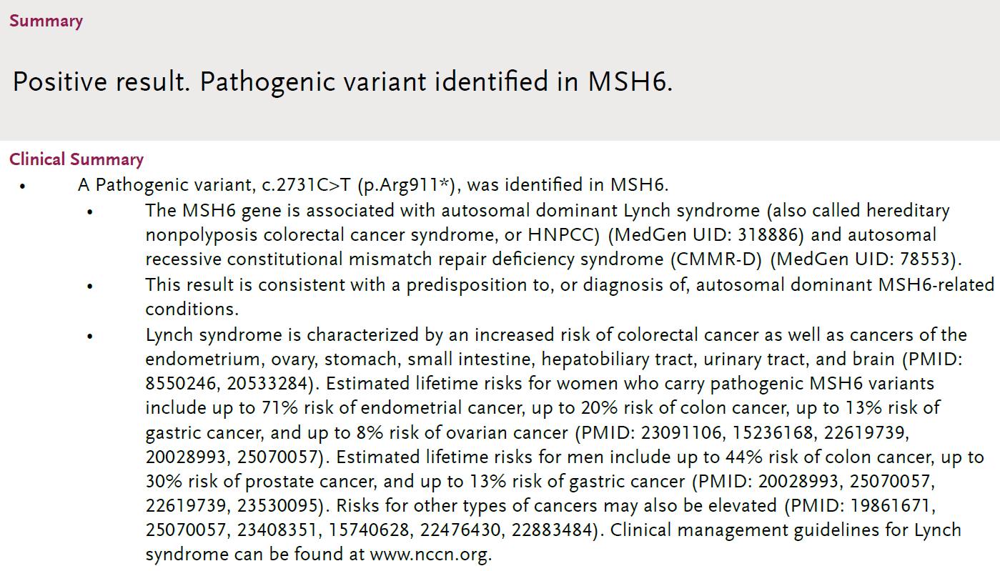 Summary
Positive result. Pathogenic variant identified in MSH6.
Clinical Summary
• A Pathogenic variant, c.2731C>T (p.Arg911*), was identified in MSH6.
• The MSH6 gene is associated with autosomal dominant Lynch syndrome (also called hereditary
nonpolyposis colorectal cancer syndrome, or HNPCC) (MedGen UID: 318886) and autosomal
recessive constitutional mismatch repair deficiency syndrome (CMMR-D) (MedGen UID: 78553).
• This result is consistent with a predisposition to, or diagnosis of, autosomal dominant MSH6-related
conditions.
• Lynch syndrome is characterized by an increased risk of colorectal cancer as well as cancers of the
endometrium, ovary, stomach, small intestine, hepatobiliary tract, urinary tract, and brain (PMID:
8550246, 20533284). Estimated lifetime risks for women who carry pathogenic MSH6 variants
include up to 71% risk of endometrial cancer, up to 20% risk of colon cancer, up to 13% risk of
gastric cancer, and up to 8% risk of ovarian cancer (PMID: 23091106, 15236168, 22619739,
20028993, 25070057). Estimated lifetime risks for men include up to 44% risk of colon cancer, up to
30% risk of prostate cancer, and up to 13% risk of gastric cancer (PMID: 20028993, 25070057,
22619739, 23530095). Risks for other types of cancers may also be elevated (PMID: 19861671,
25070057, 23408351, 15740628, 22476430, 22883484). Clinical management guidelines for Lynch
syndrome can be found at www.nccn.org.